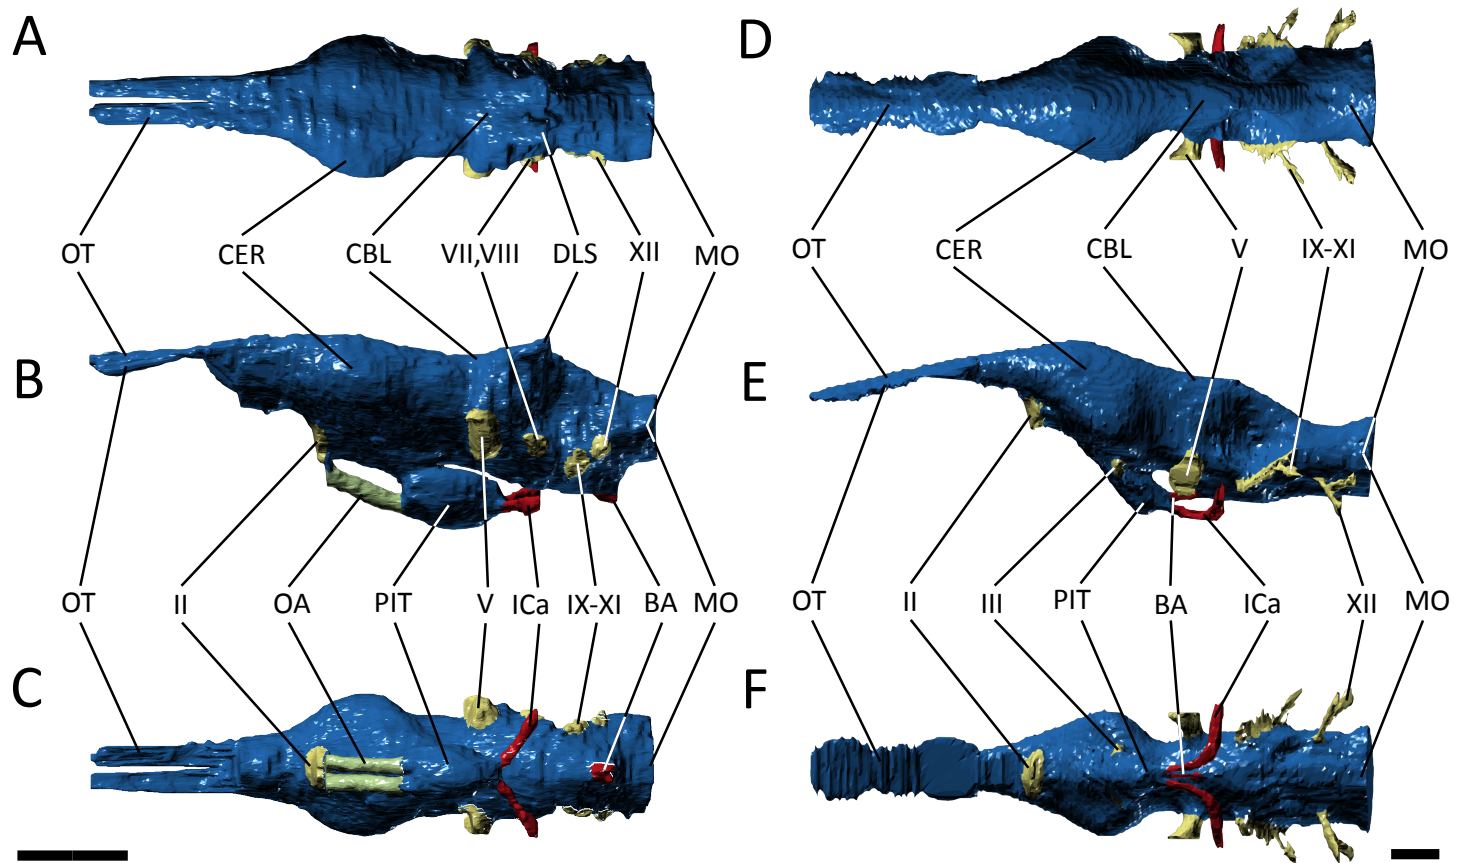 A
D
OT CER CBL VII,VIII DLS XII MO
OT CER CBL V IX-XI MO
B
E
OT II OA PIT V ICa IX-XI BA MO
OT II III PIT BA ICa XII MO
C
F